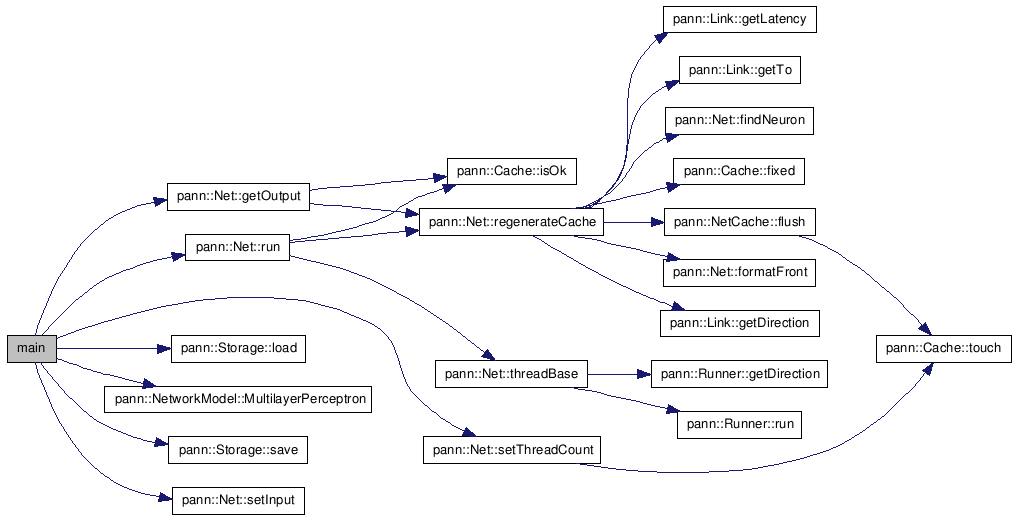 pann::Link::getLatency
pann::Link::getTo
pann::Net::findNeuron
pann::Cache::isOk
pann::Cache::fixed
pann::Net::getOutput
pann::Net::regenerateCache
pann::NetCache::flush
pann::Net::run
pann::Net::formatFront
pann::Link::getDirection
main
pann::Storage::load
pann::Cache::touch
pann::Net::threadBase
pann::Runner::getDirection
pann::NetworkModel::MultilayerPerceptron
pann::Runner::run
pann::Storage::save
pann::Net::setThreadCount
pann::Net::setInput